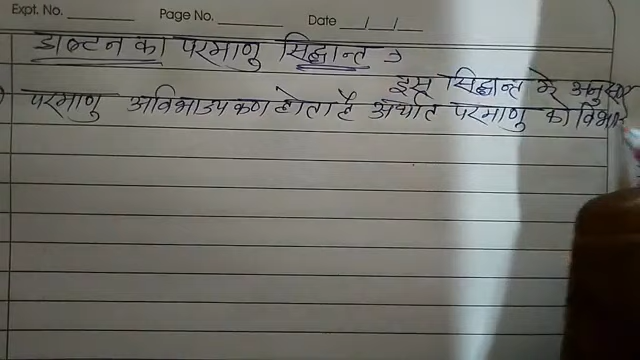 Expt. No. Page No. Date
डाल्टन का परमाणु सिद्धान्त →
इस सिद्धान्त के अनुसार
परमाणु अविभाज्य कण होता है अर्थात परमाणु को